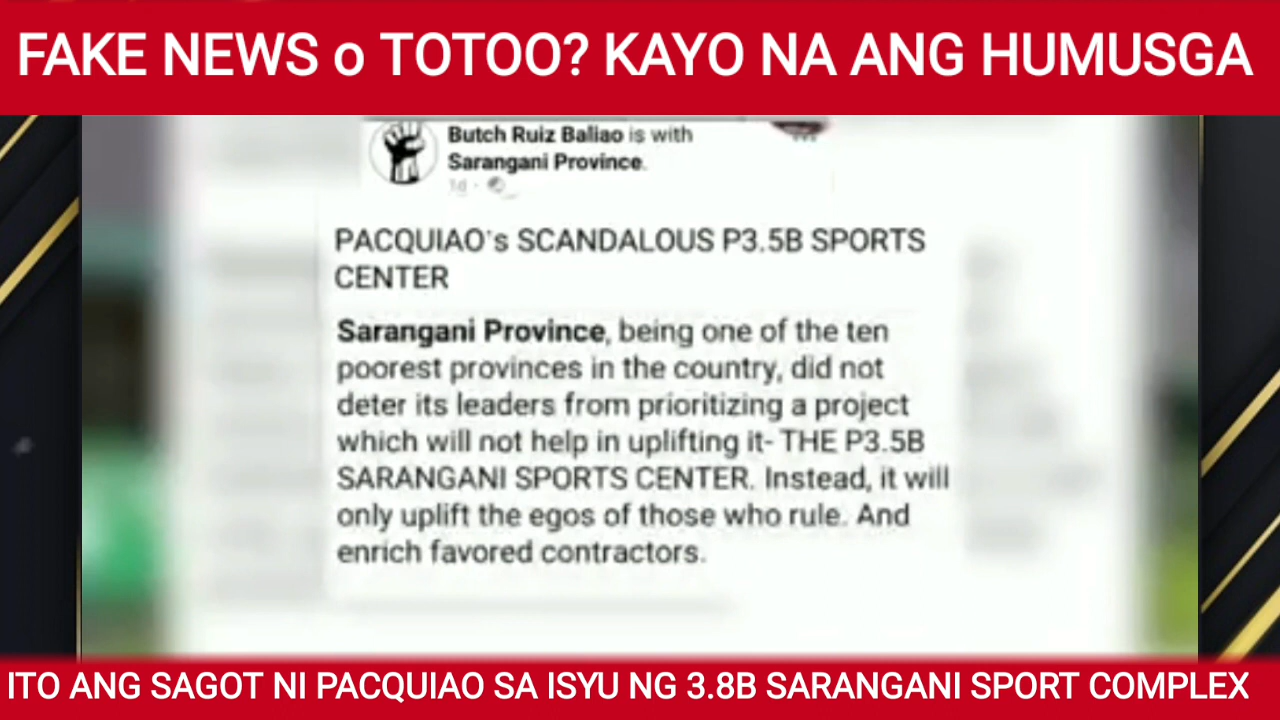 FAKE NEWS o TOTOO? KAYO NA ANG HUMUSGA
Butch Ruiz Baliao is with
Sarangani Province.
1d
PACQUIAO's SCANDALOUS P3.5B SPORTS
CENTER
Sarangani Province, being one of the ten
poorest provinces in the country, did not
deter its leaders from prioritizing a project
which will not help in uplifting it- THE P3.5B
SARANGANI SPORTS CENTER. Instead, it will
only uplift the egos of those who rule. And
enrich favored contractors.
ITO ANG SAGOT NI PACQUIAO SA ISYU NG 3.8B SARANGANI SPORT COMPLEX